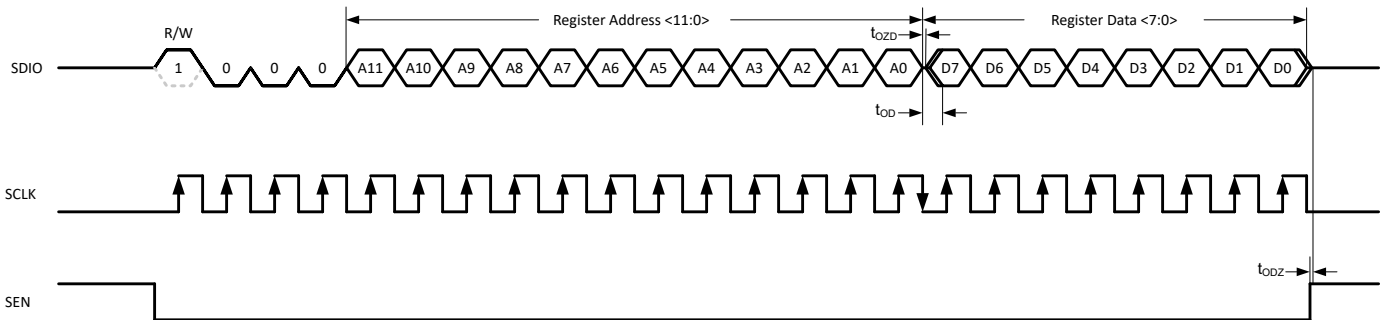 Register Address <11:0> Register Data <7:0>
R/W
tOZD
SDIO 1 0 0 0 A11 A10 A9 A8 A7 A6 A5 A4 A3 A2 A1 A0 D7 D6 D5 D4 D3 D2 D1 D0
tOD
SCLK
tODZ
SEN